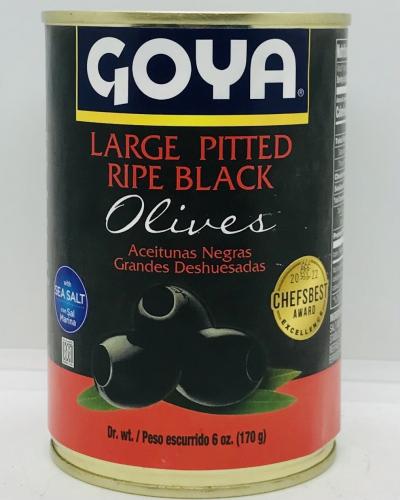 GOYA®
LARGE PITTED
RIPE BLACK
Olives
Aceitunas Negras
Grandes Deshuesadas
with
SEA SALT
con Sal
Marina
2022
CHEFSBEST
AWARD
EXCELLENCE
Dr. wt. / Peso escurrido 6 oz. (170 g)